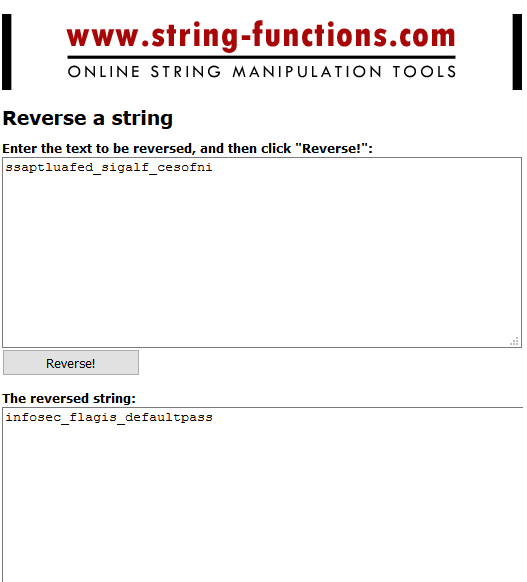 www.string-functions.com
ONLINE STRING MANIPULATION TOOLS
Reverse a string
Enter the text to be reversed, and then click "Reverse!":
ssaptluafed_sigalf_cesofni
Reverse!
The reversed string:
infosec_flagis_defaultpass